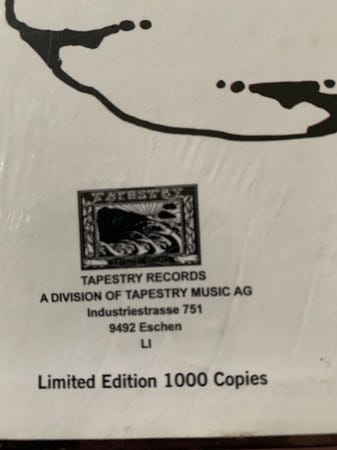 TAPESTRY
TAPESTRY RECORDS
A DIVISION OF TAPESTRY MUSIC AG
Industriestrasse 751
9492 Eschen
LI
Limited Edition 1000 Copies